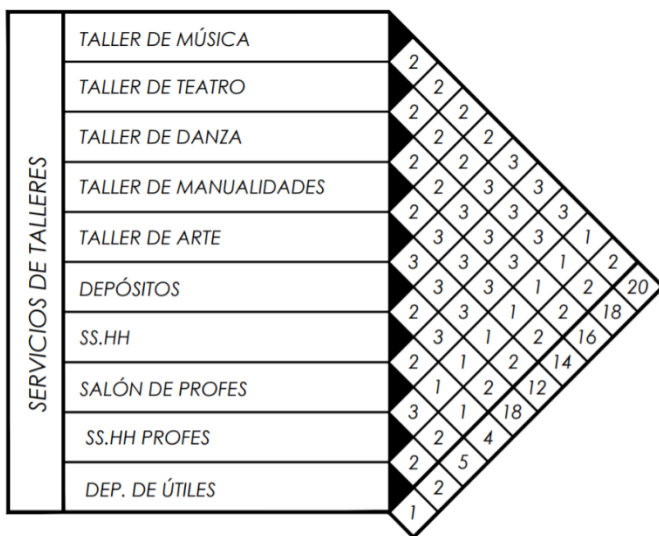 SERVICIOS DE TALLERES
TALLER DE MÚSICA
2
TALLER DE TEATRO 2
2 2
TALLER DE DANZA 2 2
2 2 3
TALLER DE MANUALIDADES 2 3 3
2 3 3 3
TALLER DE ARTE 3 3 3 1
3 3 3 1 2
DEPÓSITOS 3 3 1 2 20
2 3 1 2 18
SS.HH 3 1 2 16
2 1 2 14
SALÓN DE PROFES 1 2 12
3 1 18
SS.HH PROFES 2 4
2 5
DEP. DE ÚTILES 2
1